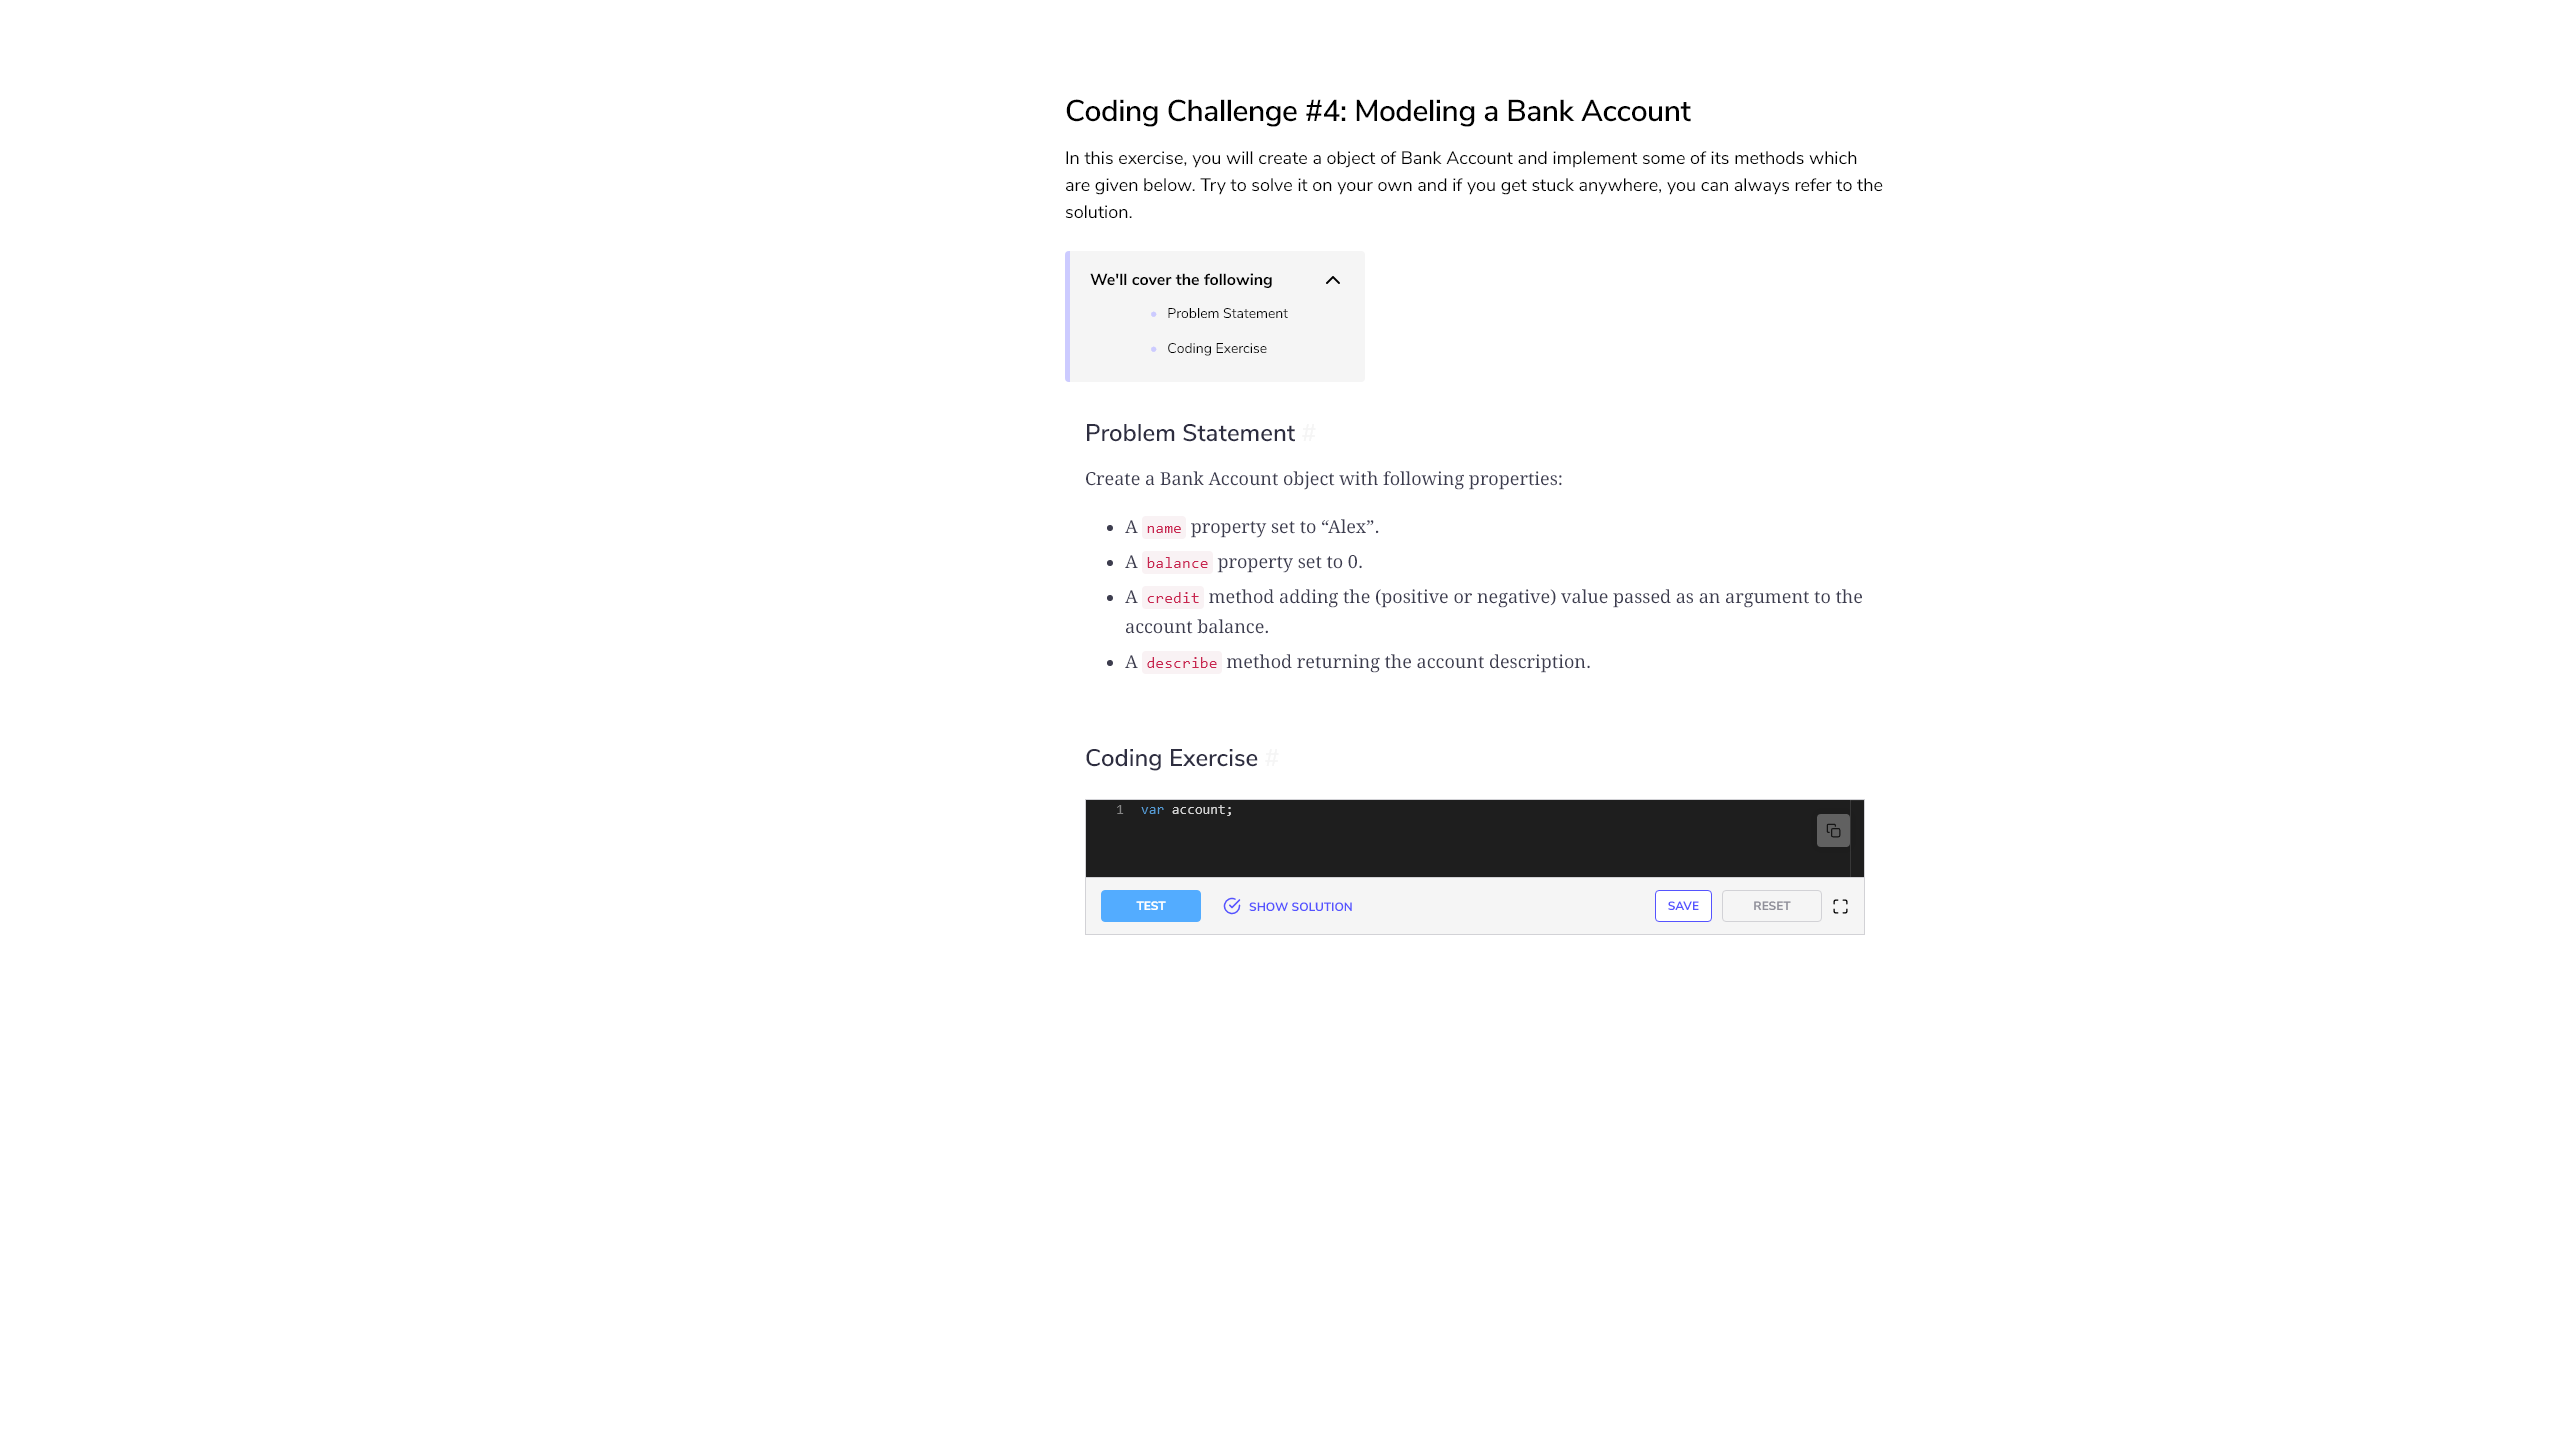 Coding Challenge #4: Modeling a Bank Account
In this exercise, you will create a object of Bank Account and implement some of its methods which
are given below. Try to solve it on your own and if you get stuck anywhere, you can always refer to the
solution.
We'll cover the following
Problem Statement
Coding Exercise
Problem Statement #
Create a Bank Account object with following properties:
A name property set to “Alex”.
A balance property set to 0.
A credit method adding the (positive or negative) value passed as an argument to the
account balance.
A describe method returning the account description.
Coding Exercise #
1 var account;
TEST SHOW SOLUTION SAVE RESET